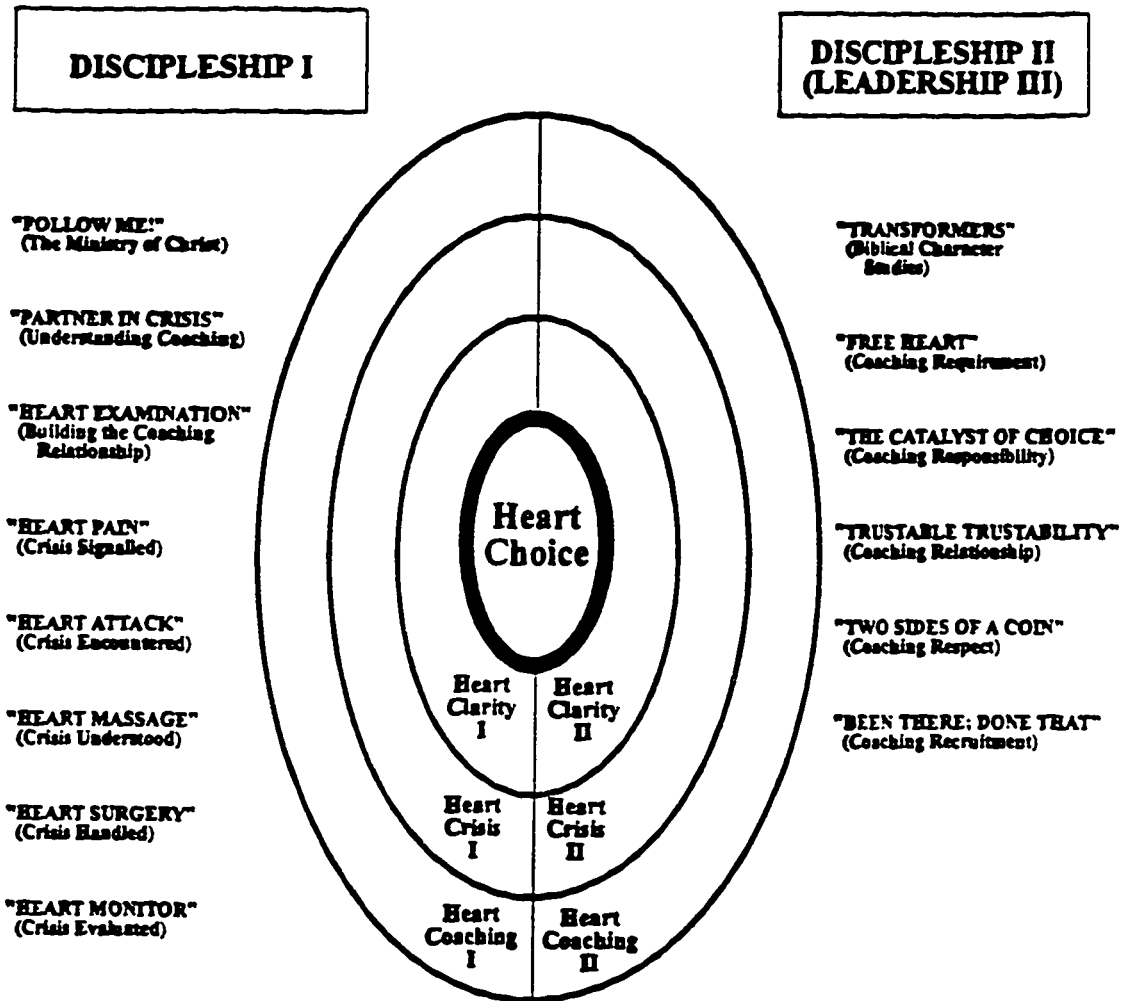 DISCIPLESHIP I
DISCIPLESHIP II
(LEADERSHIP III)
"FOLLOW ME!"
(The Ministry of Christ)
"PARTNER IN CRISIS"
(Understanding Coaching)
"HEART EXAMINATION"
(Building the Coaching
Relationship)
"HEART PAIN"
(Crisis Signalled)
"HEART ATTACK"
(Crisis Encountered)
"HEART MASSAGE"
(Crisis Understood)
"HEART SURGERY"
(Crisis Handled)
"HEART MONITOR"
(Crisis Evaluated)
Heart
Choice
Heart
Clarity
I
Heart
Clarity
II
Heart
Crisis
I
Heart
Crisis
II
Heart
Coaching
I
Heart
Coaching
II
"TRANSFORMERS"
(Biblical Character
Studies)
"FREE HEART"
(Coaching Requirement)
"THE CATALYST OF CHOICE"
(Coaching Responsibility)
"TRUSTABLE TRUSTABILITY"
(Coaching Relationship)
"TWO SIDES OF A COIN"
(Coaching Respect)
"BEEN THERE; DONE THAT"
(Coaching Recruitment)